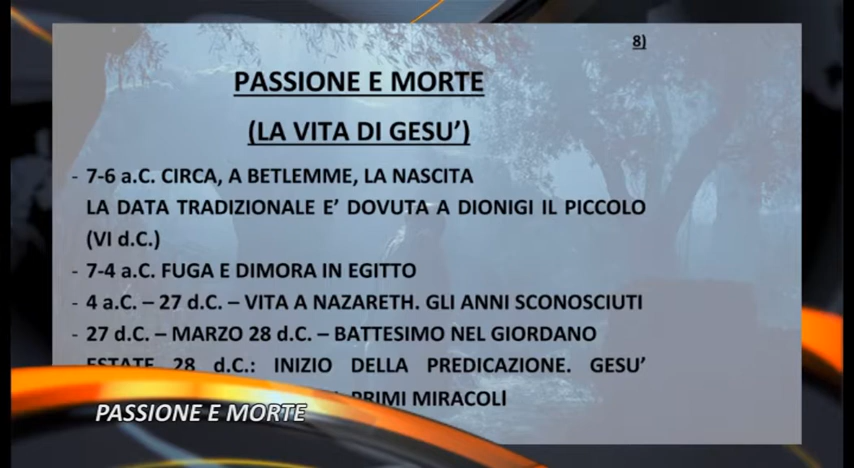 8)
PASSIONE E MORTE
(LA VITA DI GESU')
- 7-6 a.C. CIRCA, A BETLEMME, LA NASCITA
LA DATA TRADIZIONALE E' DOVUTA A DIONIGI IL PICCOLO
(VI d.C.)
- 7-4 a.C. FUGA E DIMORA IN EGITTO
- 4 a.C. – 27 d.C. – VITA A NAZARETH. GLI ANNI SCONOSCIUTI
- 27 d.C. – MARZO 28 d.C. – BATTESIMO NEL GIORDANO
ESTATE 28 d.C.: INIZIO DELLA PREDICAZIONE. GESU'
PRIMI MIRACOLI
PASSIONE E MORTE